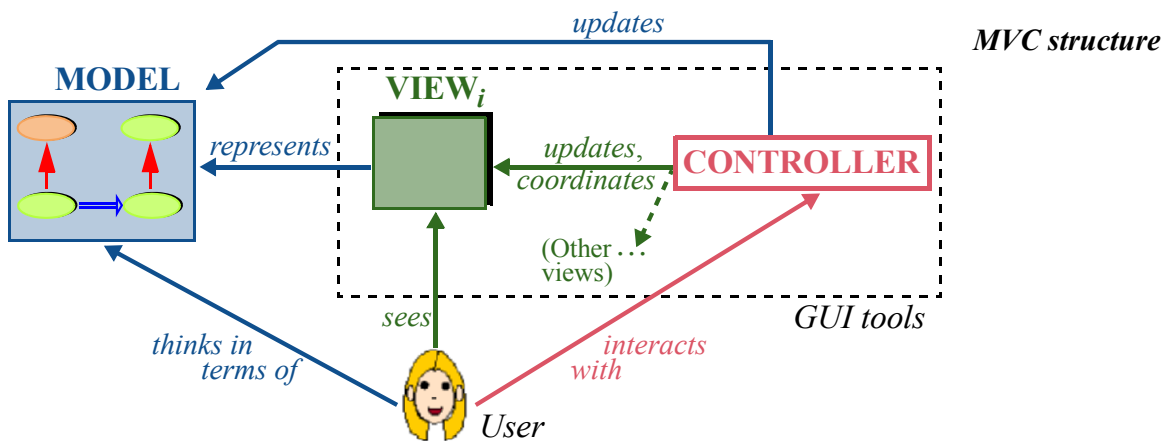 updates
MVC structure
MODEL
VIEWi
represents
updates,
coordinates
CONTROLLER
(Other …
views)
sees
GUI tools
thinks in
terms of
interacts
with
User